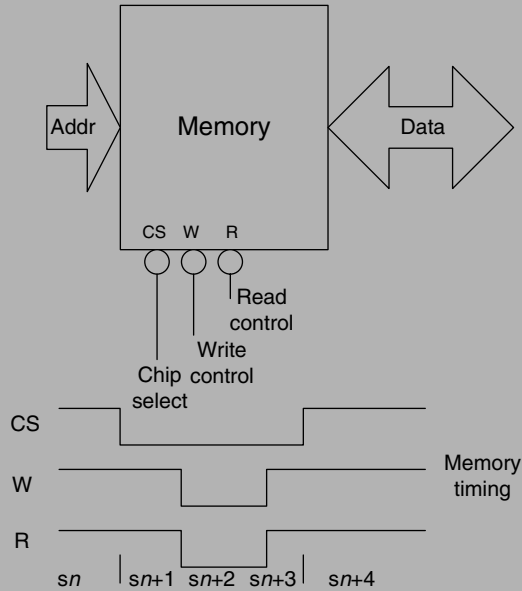 Addr
Memory
Data
CS W R
Read
control
Write
control
Chip
select
CS
W
Memory
timing
R
sn sn+1 sn+2 sn+3 sn+4